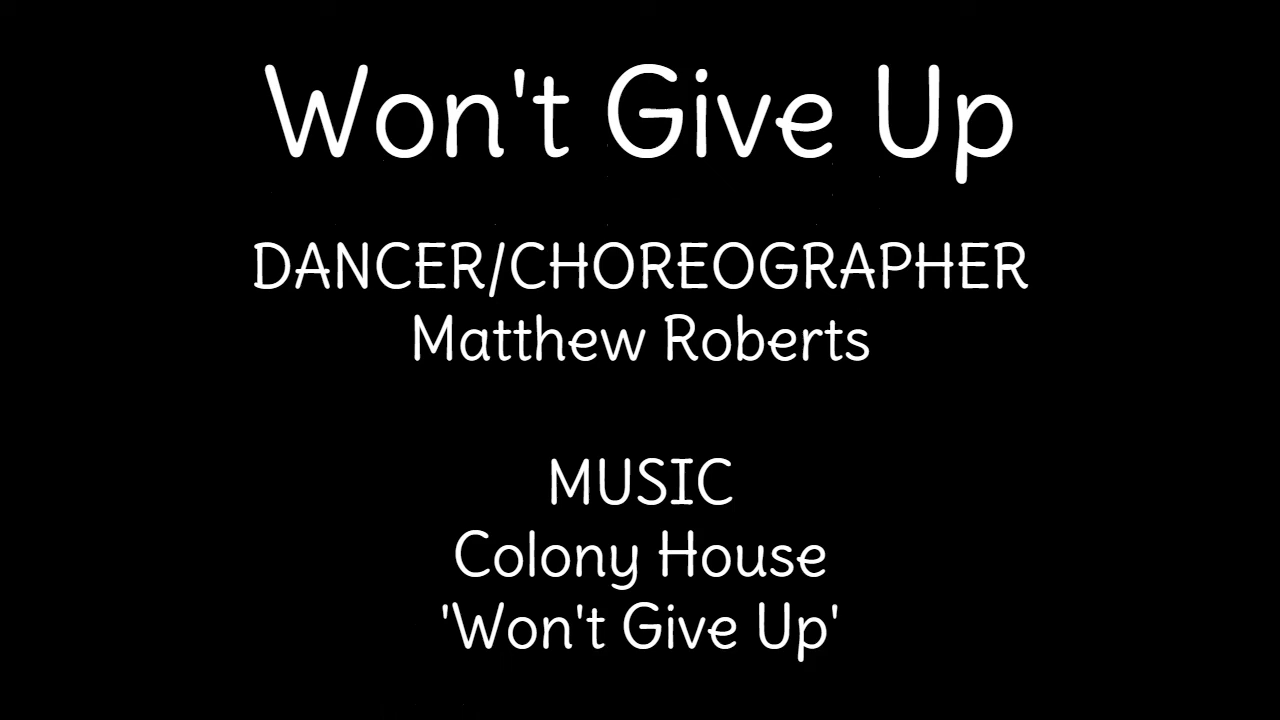 Won't Give Up
DANCER/CHOREOGRAPHER
Matthew Roberts
MUSIC
Colony House
'Won't Give Up'